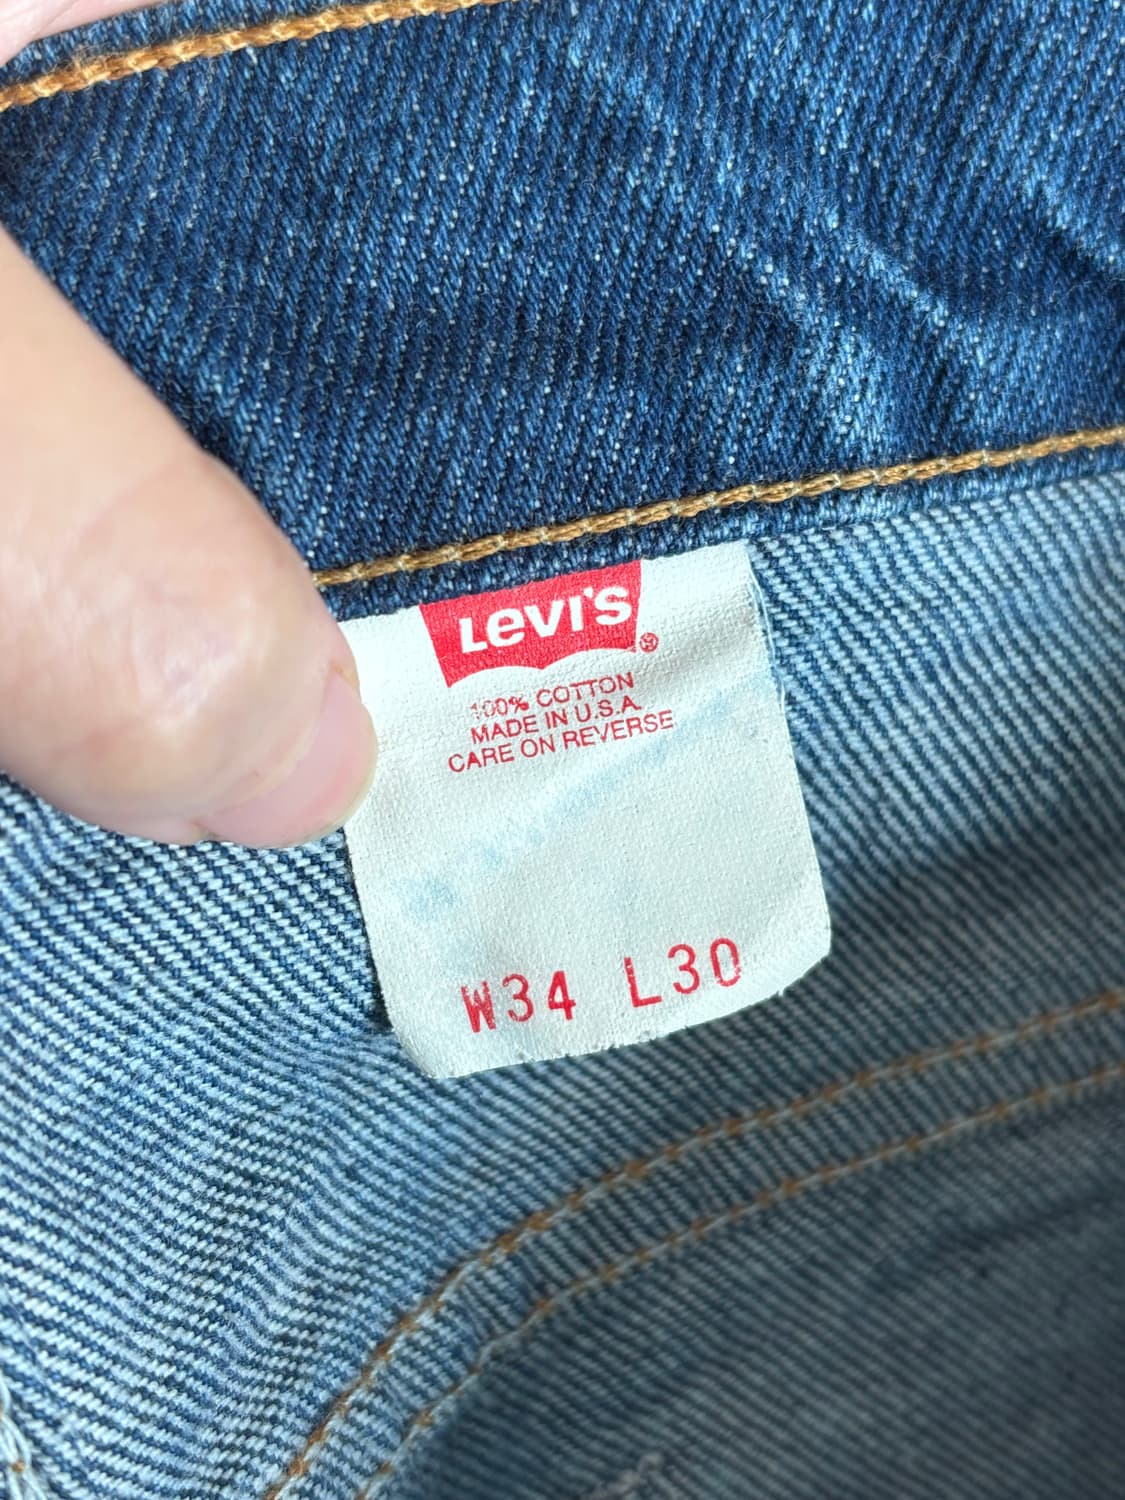 Levi's ®
100% COTTON
MADE IN U.S.A.
CARE ON REVERSE
W34 L30